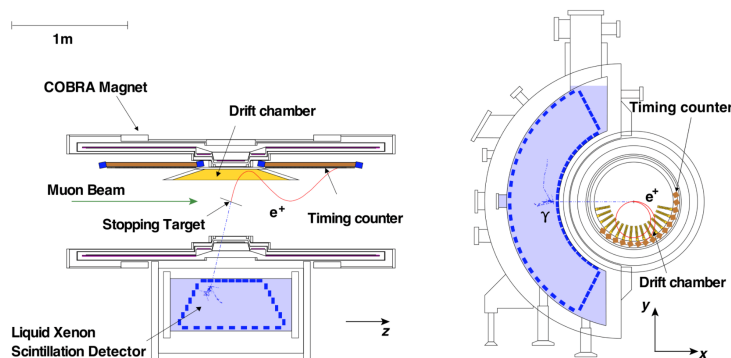 1m
COBRA Magnet
Drift chamber
Muon Beam
Stopping Target
e+
Timing counter
Liquid Xenon
Scintillation Detector
z
Timing counter
e+
γ
Drift chamber
y
x